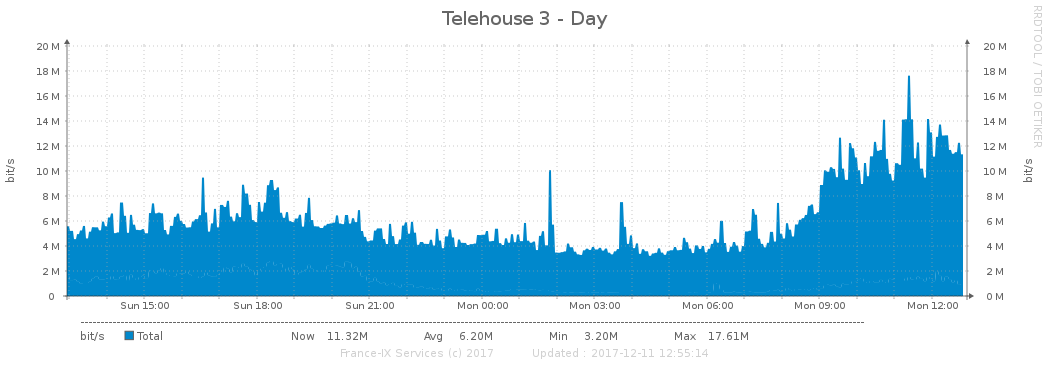 Telehouse 3 - Day
RRDTOOL / TOBI OETIKER
bit/s
20 M 20 M
18 M 18 M
16 M 16 M
14 M 14 M
12 M 12 M
10 M 10 M
8 M 8 M
6 M 6 M
4 M 4 M
2 M 2 M
0 0 M
bit/s
Sun 15:00 Sun 18:00 Sun 21:00 Mon 00:00 Mon 03:00 Mon 06:00 Mon 09:00 Mon 12:00
bit/s Total Now 11.32M Avg 6.20M Min 3.20M Max 17.61M
France-IX Services (c) 2017 Updated : 2017-12-11 12:55:14